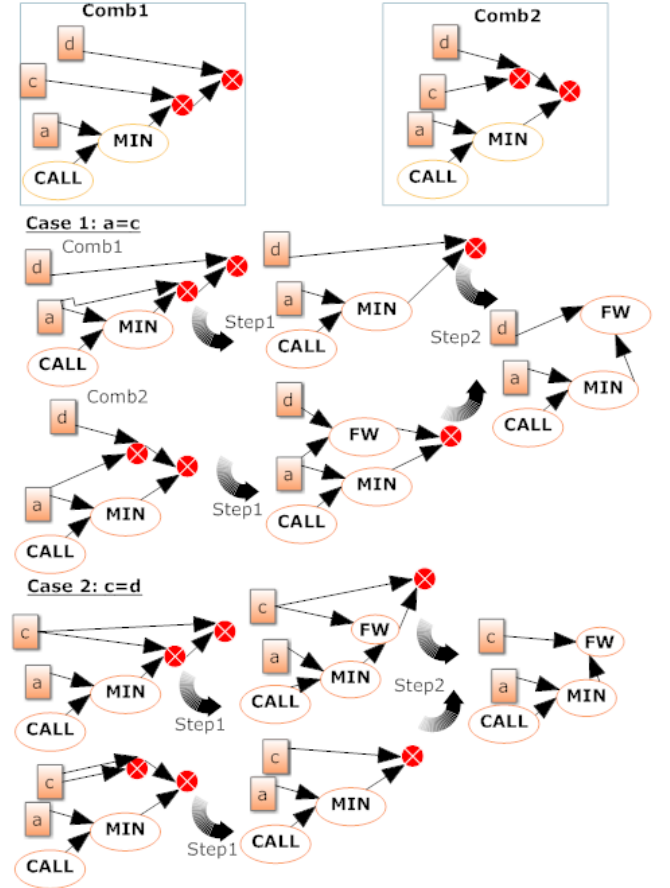 Comb1
d
c
a
MIN
CALL
Comb2
d
c
a
MIN
CALL
Case 1: a=c
Comb1
d
a
MIN
CALL
Step1
d
a
MIN
CALL
Step2
d
FW
a
MIN
CALL
Comb2
d
a
MIN
CALL
Step1
d
FW
a
MIN
CALL
Case 2: c=d
c
a
MIN
CALL
Step1
c
FW
a
MIN
CALL
Step2
c
FW
a
MIN
CALL
c
a
MIN
CALL
Step1
c
a
MIN
CALL